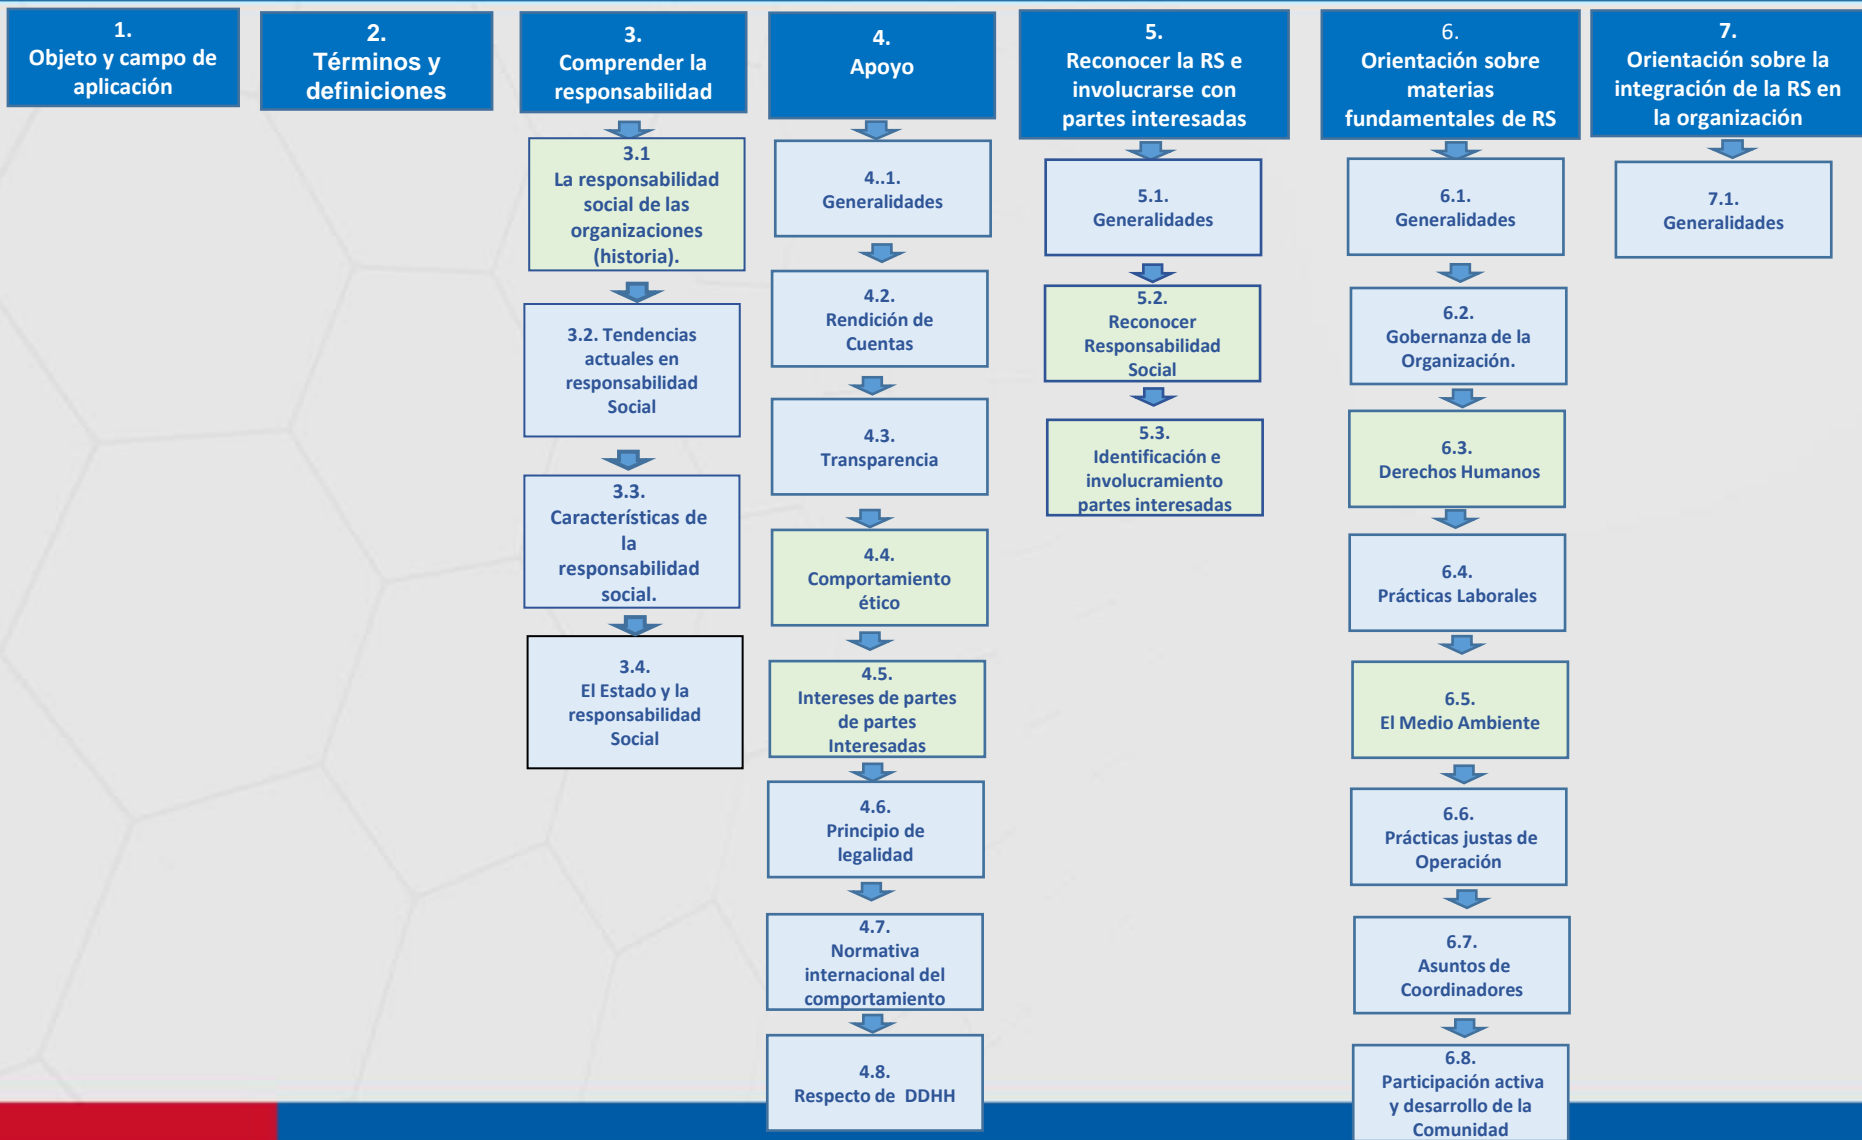 1.
Objeto y campo de
aplicación
2.
Términos y
definiciones
3.
Comprender la
responsabilidad
3.1
La responsabilidad
social de las
organizaciones
(historia).
3.2. Tendencias
actuales en
responsabilidad
Social
3.3.
Características de
la
responsabilidad
social.
3.4.
El Estado y la
responsabilidad
Social
4.
Apoyo
4..1.
Generalidades
4.2.
Rendición de
Cuentas
4.3.
Transparencia
4.4.
Comportamiento
ético
4.5.
Intereses de partes
de partes
Interesadas
4.6.
Principio de
legalidad
4.7.
Normativa
internacional del
comportamiento
4.8.
Respecto de DDHH
5.
Reconocer la RS e
involucrarse con
partes interesadas
5.1.
Generalidades
5.2.
Reconocer
Responsabilidad
Social
5.3.
Identificación e
involucramiento
partes interesadas
6.
Orientación sobre
materias
fundamentales de RS
6.1.
Generalidades
6.2.
Gobernanza de la
Organización.
6.3.
Derechos Humanos
6.4.
Prácticas Laborales
6.5.
El Medio Ambiente
6.6.
Prácticas justas de
Operación
6.7.
Asuntos de
Coordinadores
6.8.
Participación activa
y desarrollo de la
Comunidad
7.
Orientación sobre la
integración de la RS en
la organización
7.1.
Generalidades